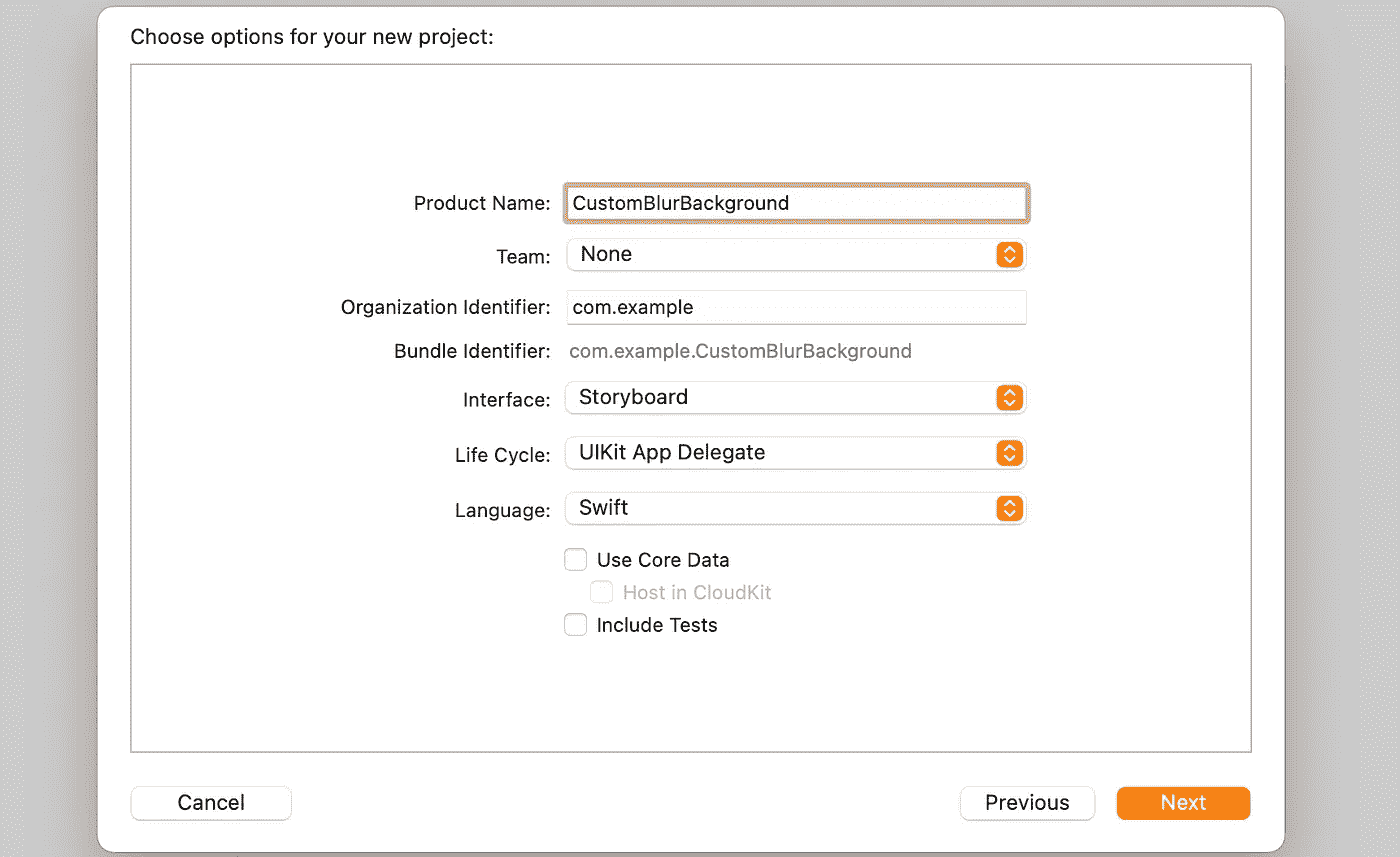 Choose options for your new project:
Product Name: CustomBlurBackground
Team: None
Organization Identifier: com.example
Bundle Identifier: com.example.CustomBlurBackground
Interface: Storyboard
Life Cycle: UIKit App Delegate
Language: Swift
Use Core Data
Host in CloudKit
Include Tests
Cancel Previous Next